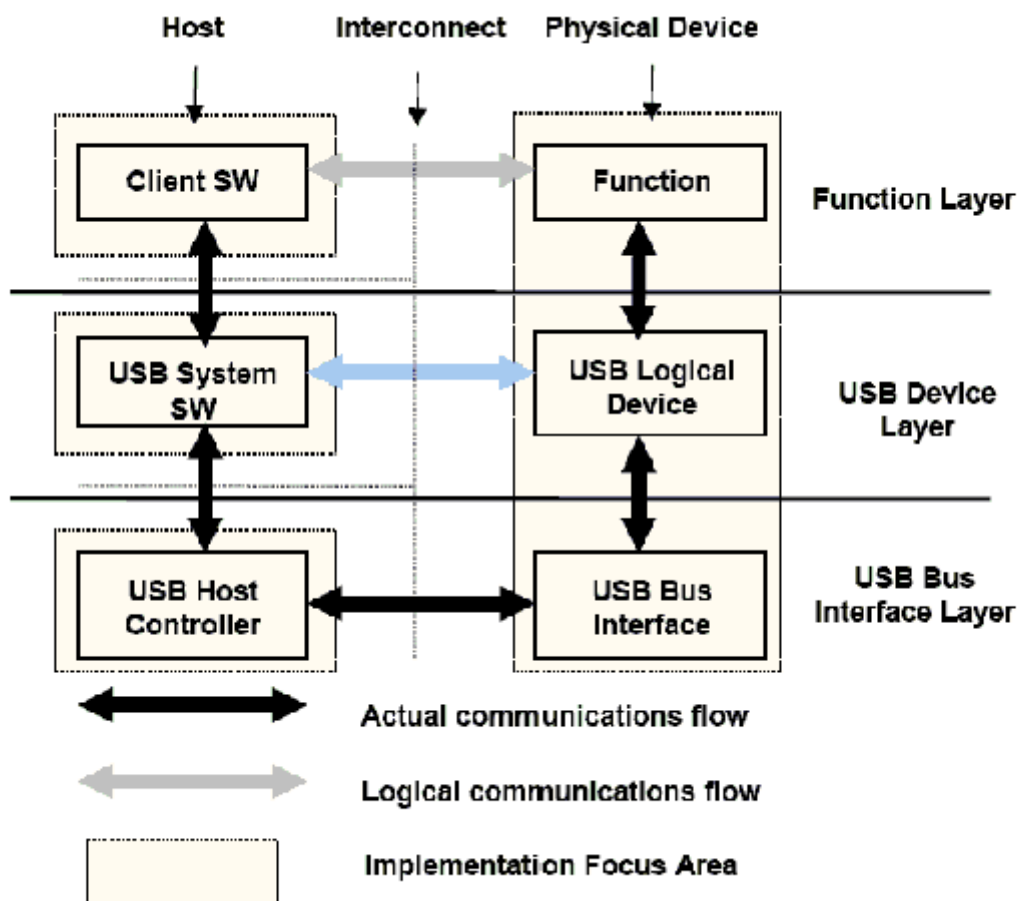 Host
Interconnect
Physical Device
Client SW
Function
Function Layer
USB System
SW
USB Logical
Device
USB Device
Layer
USB Host
Controller
USB Bus
Interface
USB Bus
Interface Layer
Actual communications flow
Logical communications flow
Implementation Focus Area